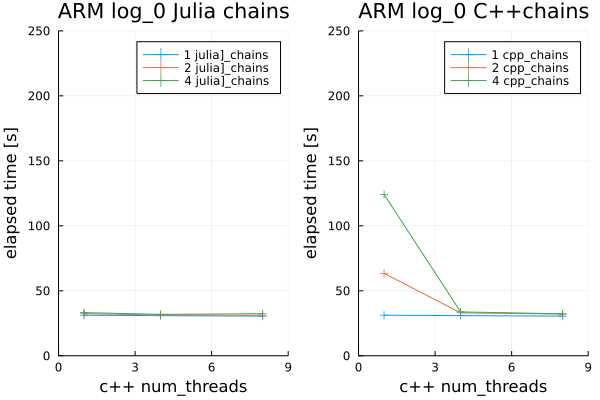 ARM log_0 Julia chains
250
200
150
100
50
0
0 3 6 9
elapsed time [s]
c++ num_threads
1 julia]_chains
2 julia]_chains
4 julia]_chains
ARM log_0 C++chains
250
200
150
100
50
0
0 3 6 9
elapsed time [s]
c++ num_threads
1 cpp_chains
2 cpp_chains
4 cpp_chains